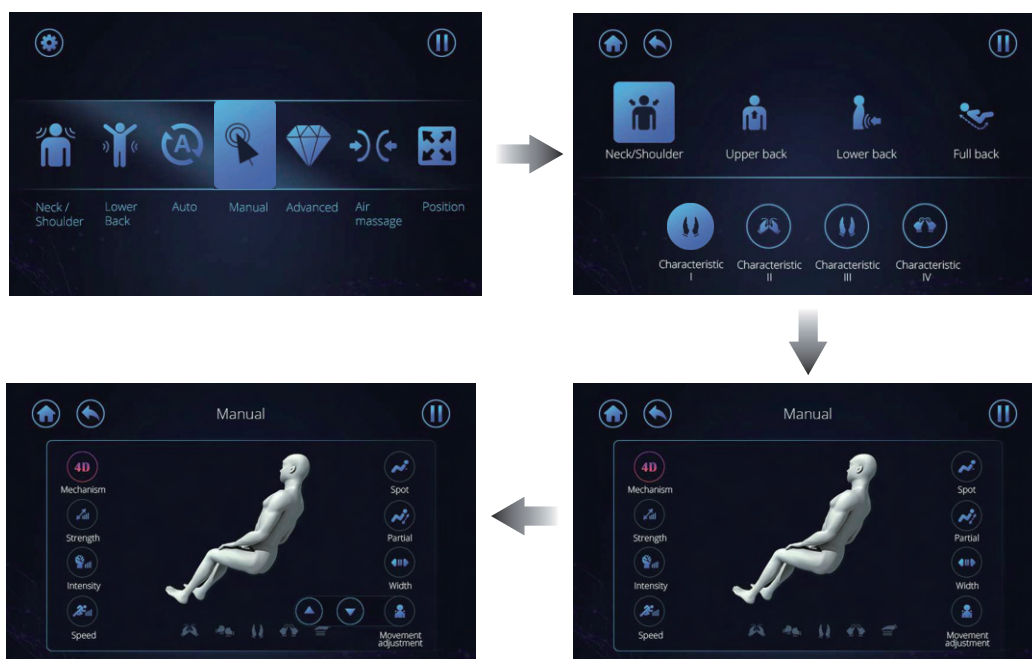 A
Neck /
Shoulder
Lower
Back
Auto
Manual
Advanced
Air
massage
Position
Neck/Shoulder
Upper back
Lower back
Full back
Characteristic
I
Characteristic
II
Characteristic
III
Characteristic
IV
Manual
4D
Mechanism
Strength
Intensity
Speed
Spot
Partial
Width
Movement
adjustment
Manual
4D
Mechanism
Strength
Intensity
Speed
Spot
Partial
Width
Movement
adjustment